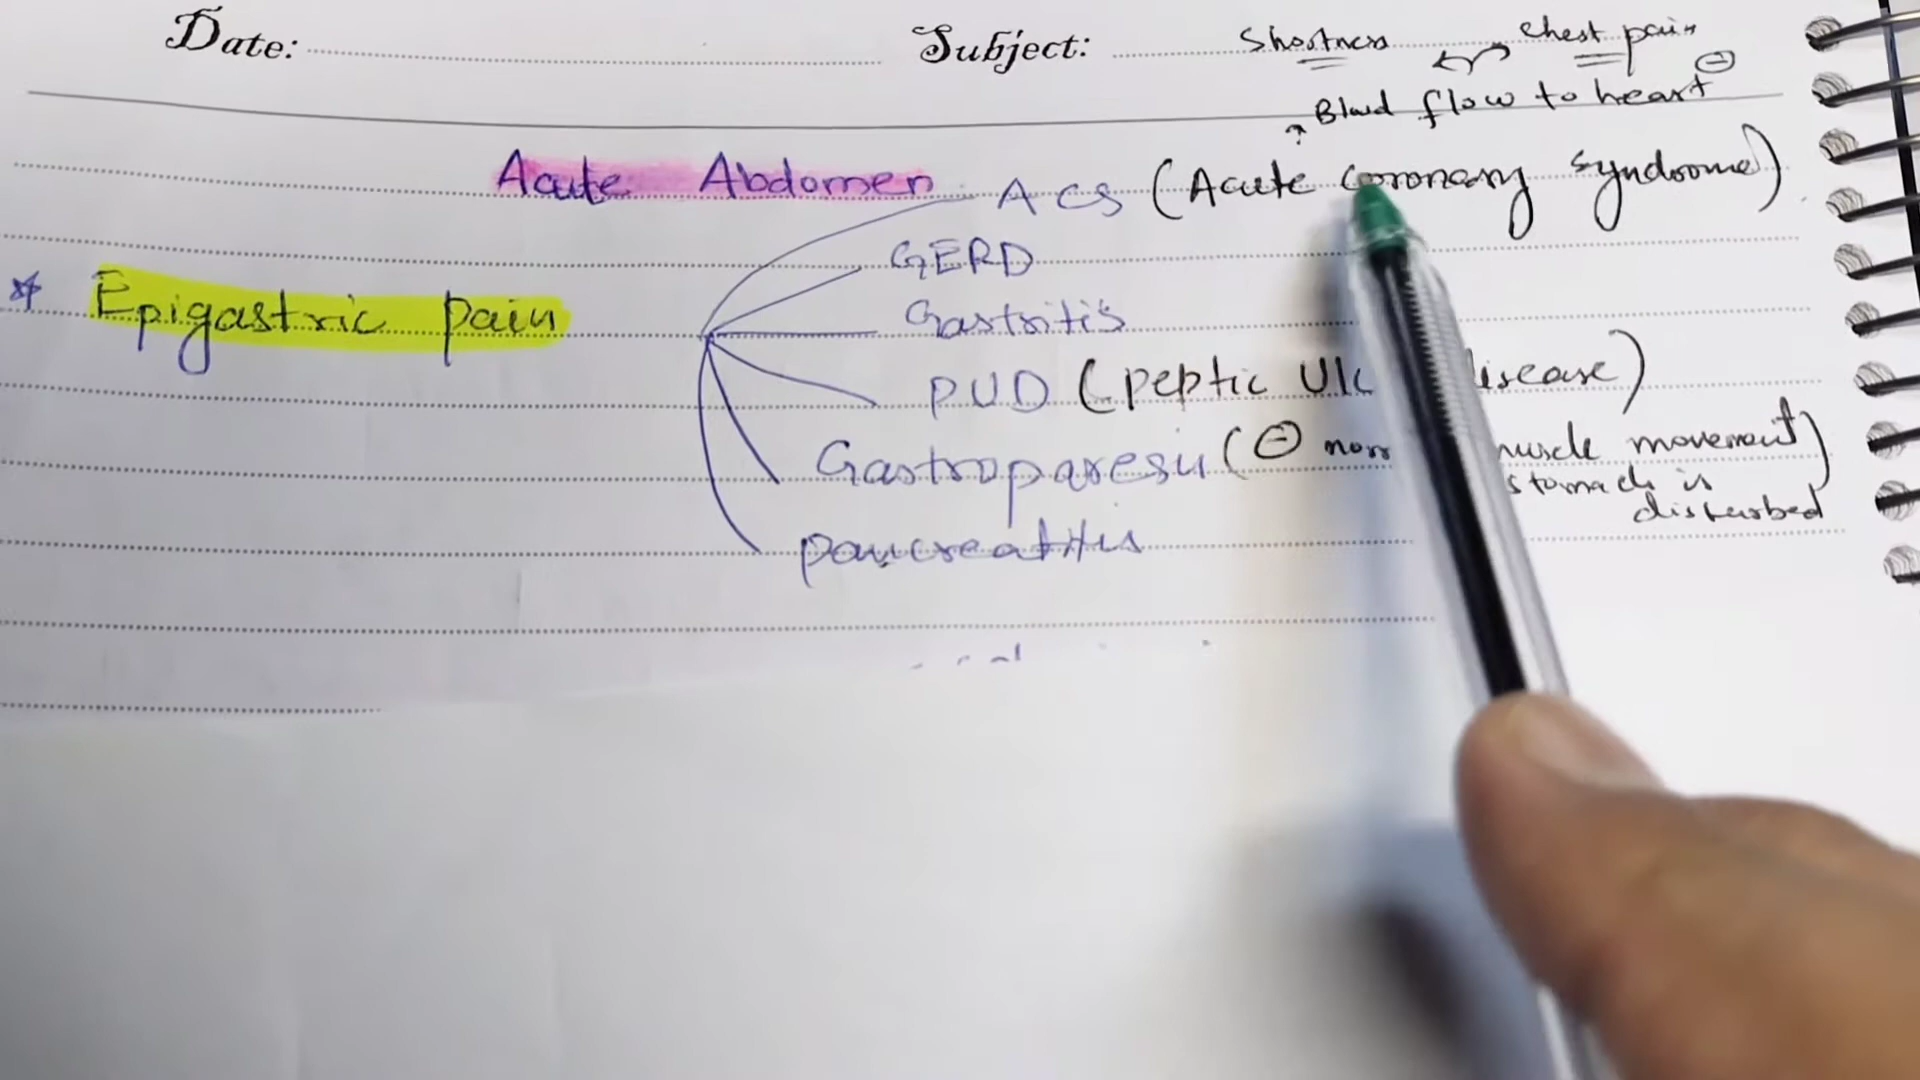 Date: Subject: Shortness chest pain
Blood flow to heart ⊖
Acute Abdomen ACS (Acute coronary syndrome)
GERD
* Epigastric pain Gastritis
PUD (peptic Ulc disease)
Gastroparesis (⊖ muscle movement)
stomach is
disturbed
pancreatitis